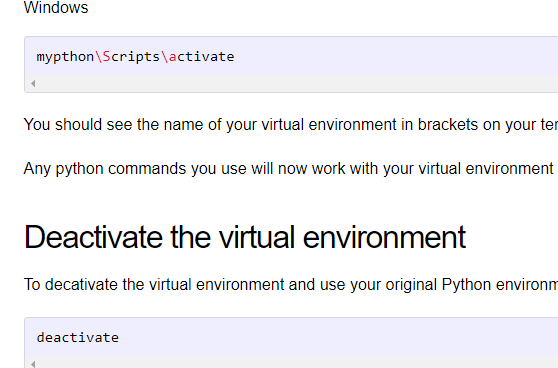 Windows
mypython\Scripts\activate
You should see the name of your virtual environment in brackets on your ter
Any python commands you use will now work with your virtual environment
Deactivate the virtual environment
To decativate the virtual environment and use your original Python environm
deactivate